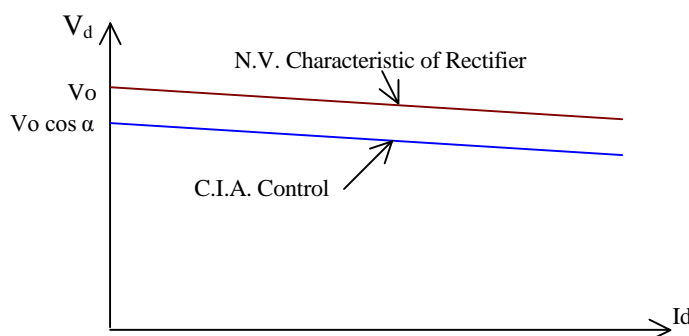 V_d
N.V. Characteristic of Rectifier
Vo
Vo cos α
C.I.A. Control
Id